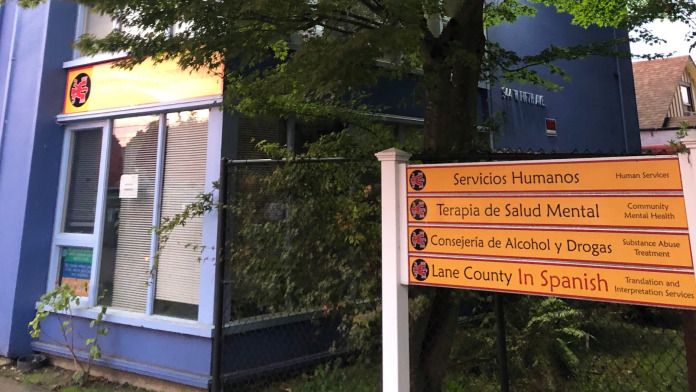 Servicios Humanos Human Services
Terapia de Salud Mental Community
Mental Health
Consejería de Alcohol y Drogas Substance Abuse
Treatment
Lane County In Spanish Translation and
Interpretation Services